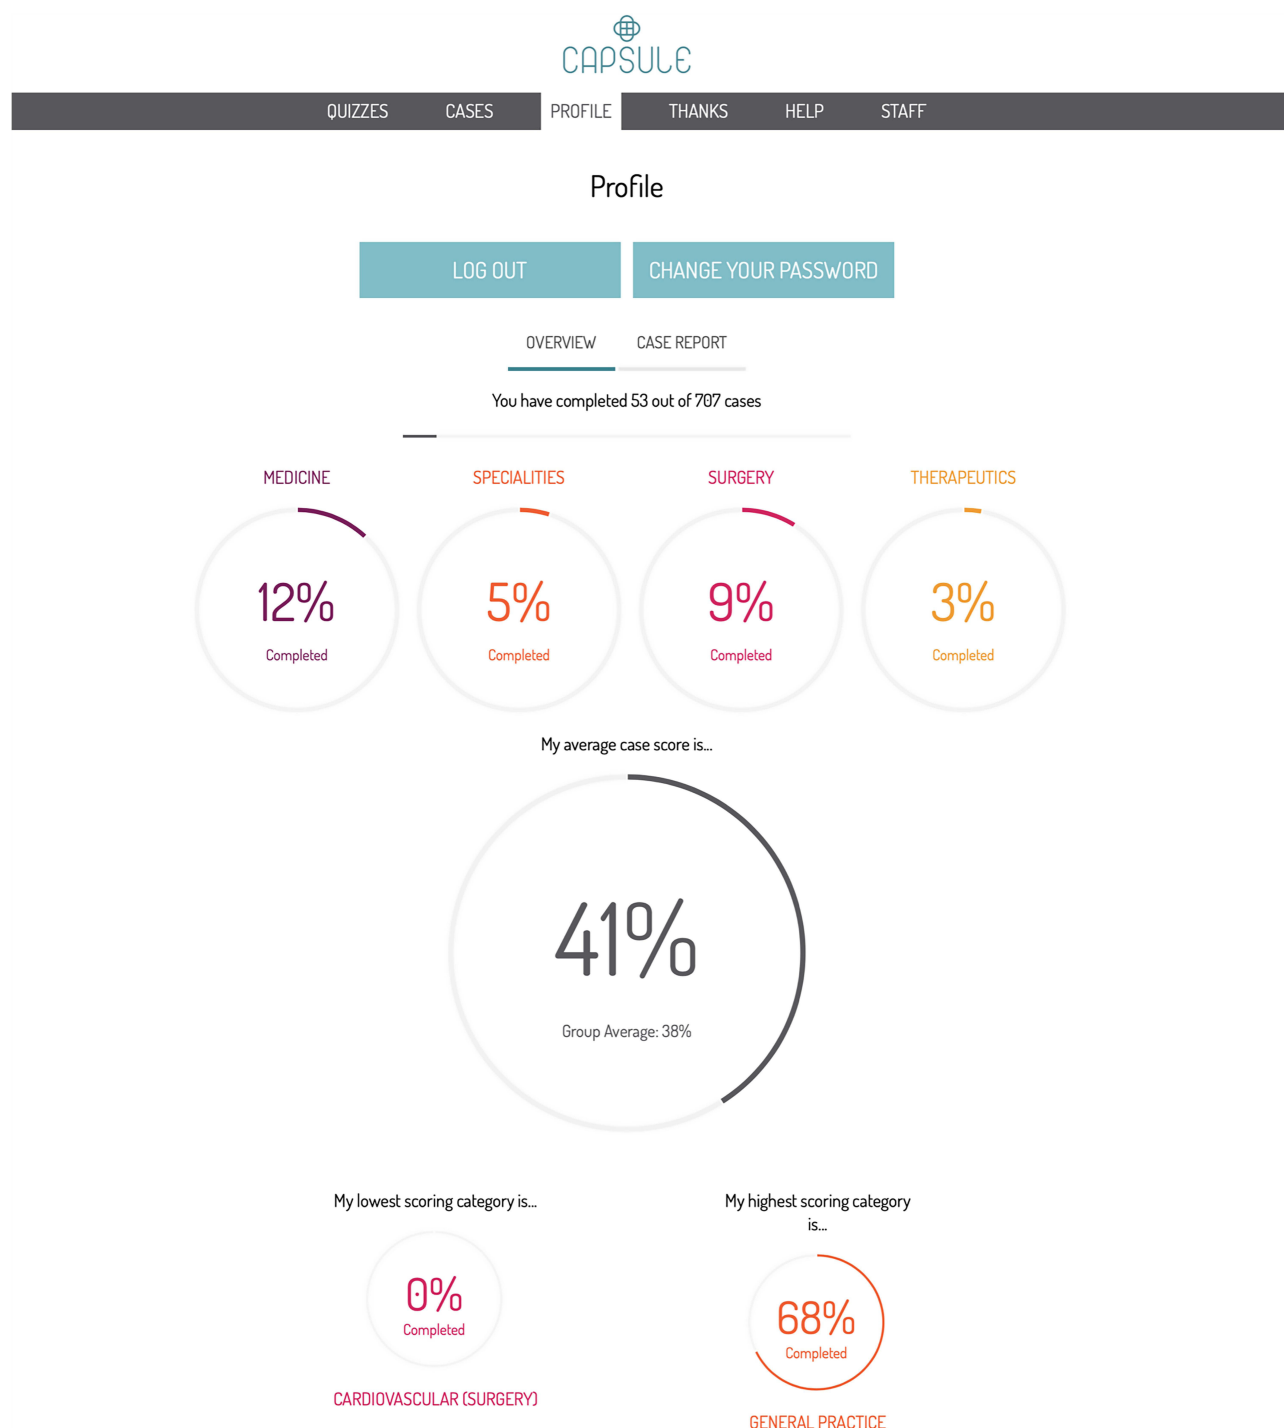 CAPSULE
QUIZZES CASES PROFILE THANKS HELP STAFF
Profile
LOG OUT CHANGE YOUR PASSWORD
OVERVIEW CASE REPORT
You have completed 53 out of 707 cases
MEDICINE SPECIALITIES SURGERY THERAPEUTICS
12% 5% 9% 3%
Completed Completed Completed Completed
My average case score is...
41%
Group Average: 38%
My lowest scoring category is...
0%
Completed
CARDIOVASCULAR (SURGERY)
My highest scoring category
is...
68%
Completed
GENERAL PRACTICE